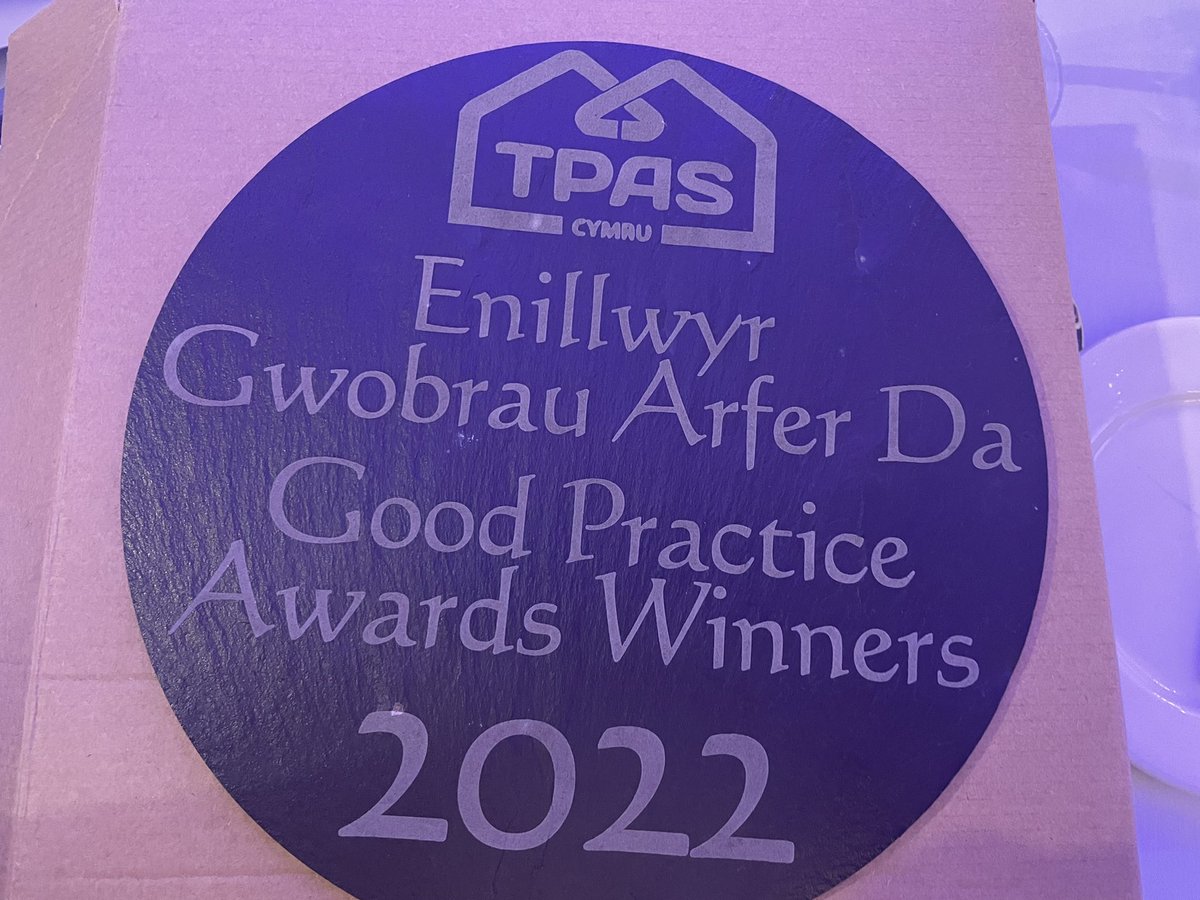 TPAS
CYMRU
Enillwyr
Gwobrau Arfer Da
Good Practice
Awards Winners
2022